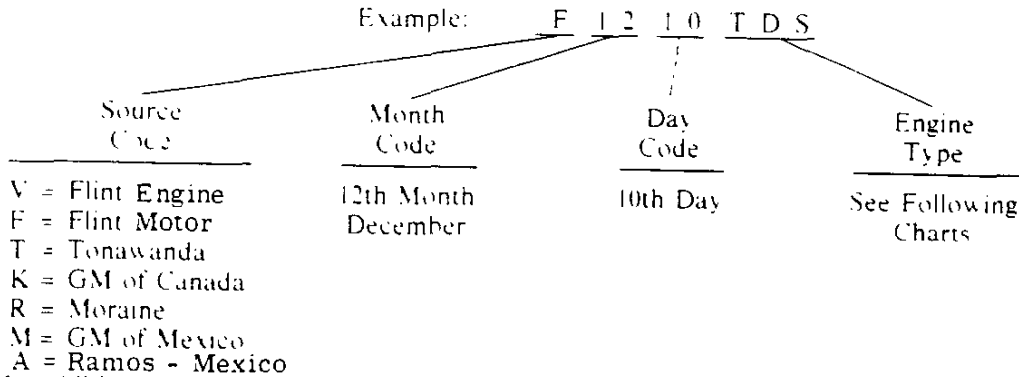 Example: F 12 10 TDS
Source Code
Month Code
Day Code
Engine Type
V = Flint Engine
F = Flint Motor
T = Tonawanda
K = GM of Canada
R = Moraine
M = GM of Mexico
A = Ramos - Mexico
12th Month
December
10th Day
See Following
Charts